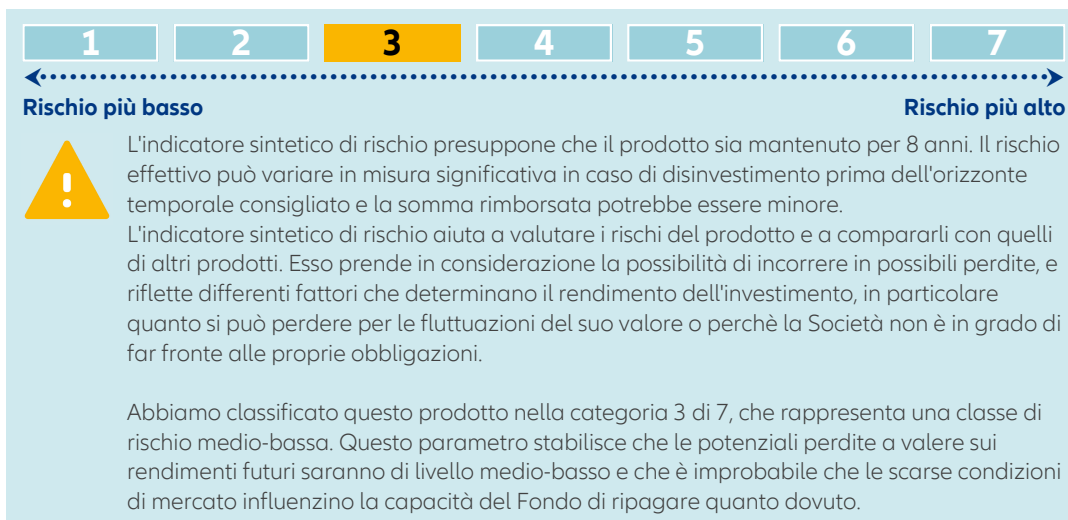 1 2 3 4 5 6 7
Rischio più basso Rischio più alto
L'indicatore sintetico di rischio presuppone che il prodotto sia mantenuto per 8 anni. Il rischio
effettivo può variare in misura significativa in caso di disinvestimento prima dell'orizzonte
temporale consigliato e la somma rimborsata potrebbe essere minore.
L'indicatore sintetico di rischio aiuta a valutare i rischi del prodotto e a compararli con quelli
di altri prodotti. Esso prende in considerazione la possibilità di incorrere in possibili perdite, e
riflette differenti fattori che determinano il rendimento dell'investimento, in particolare
quanto si può perdere per le fluttuazioni del suo valore o perchè la Società non è in grado di
far fronte alle proprie obbligazioni.
Abbiamo classificato questo prodotto nella categoria 3 di 7, che rappresenta una classe di
rischio medio-bassa. Questo parametro stabilisce che le potenziali perdite a valere sui
rendimenti futuri saranno di livello medio-basso e che è improbabile che le scarse condizioni
di mercato influenzino la capacità del Fondo di ripagare quanto dovuto.